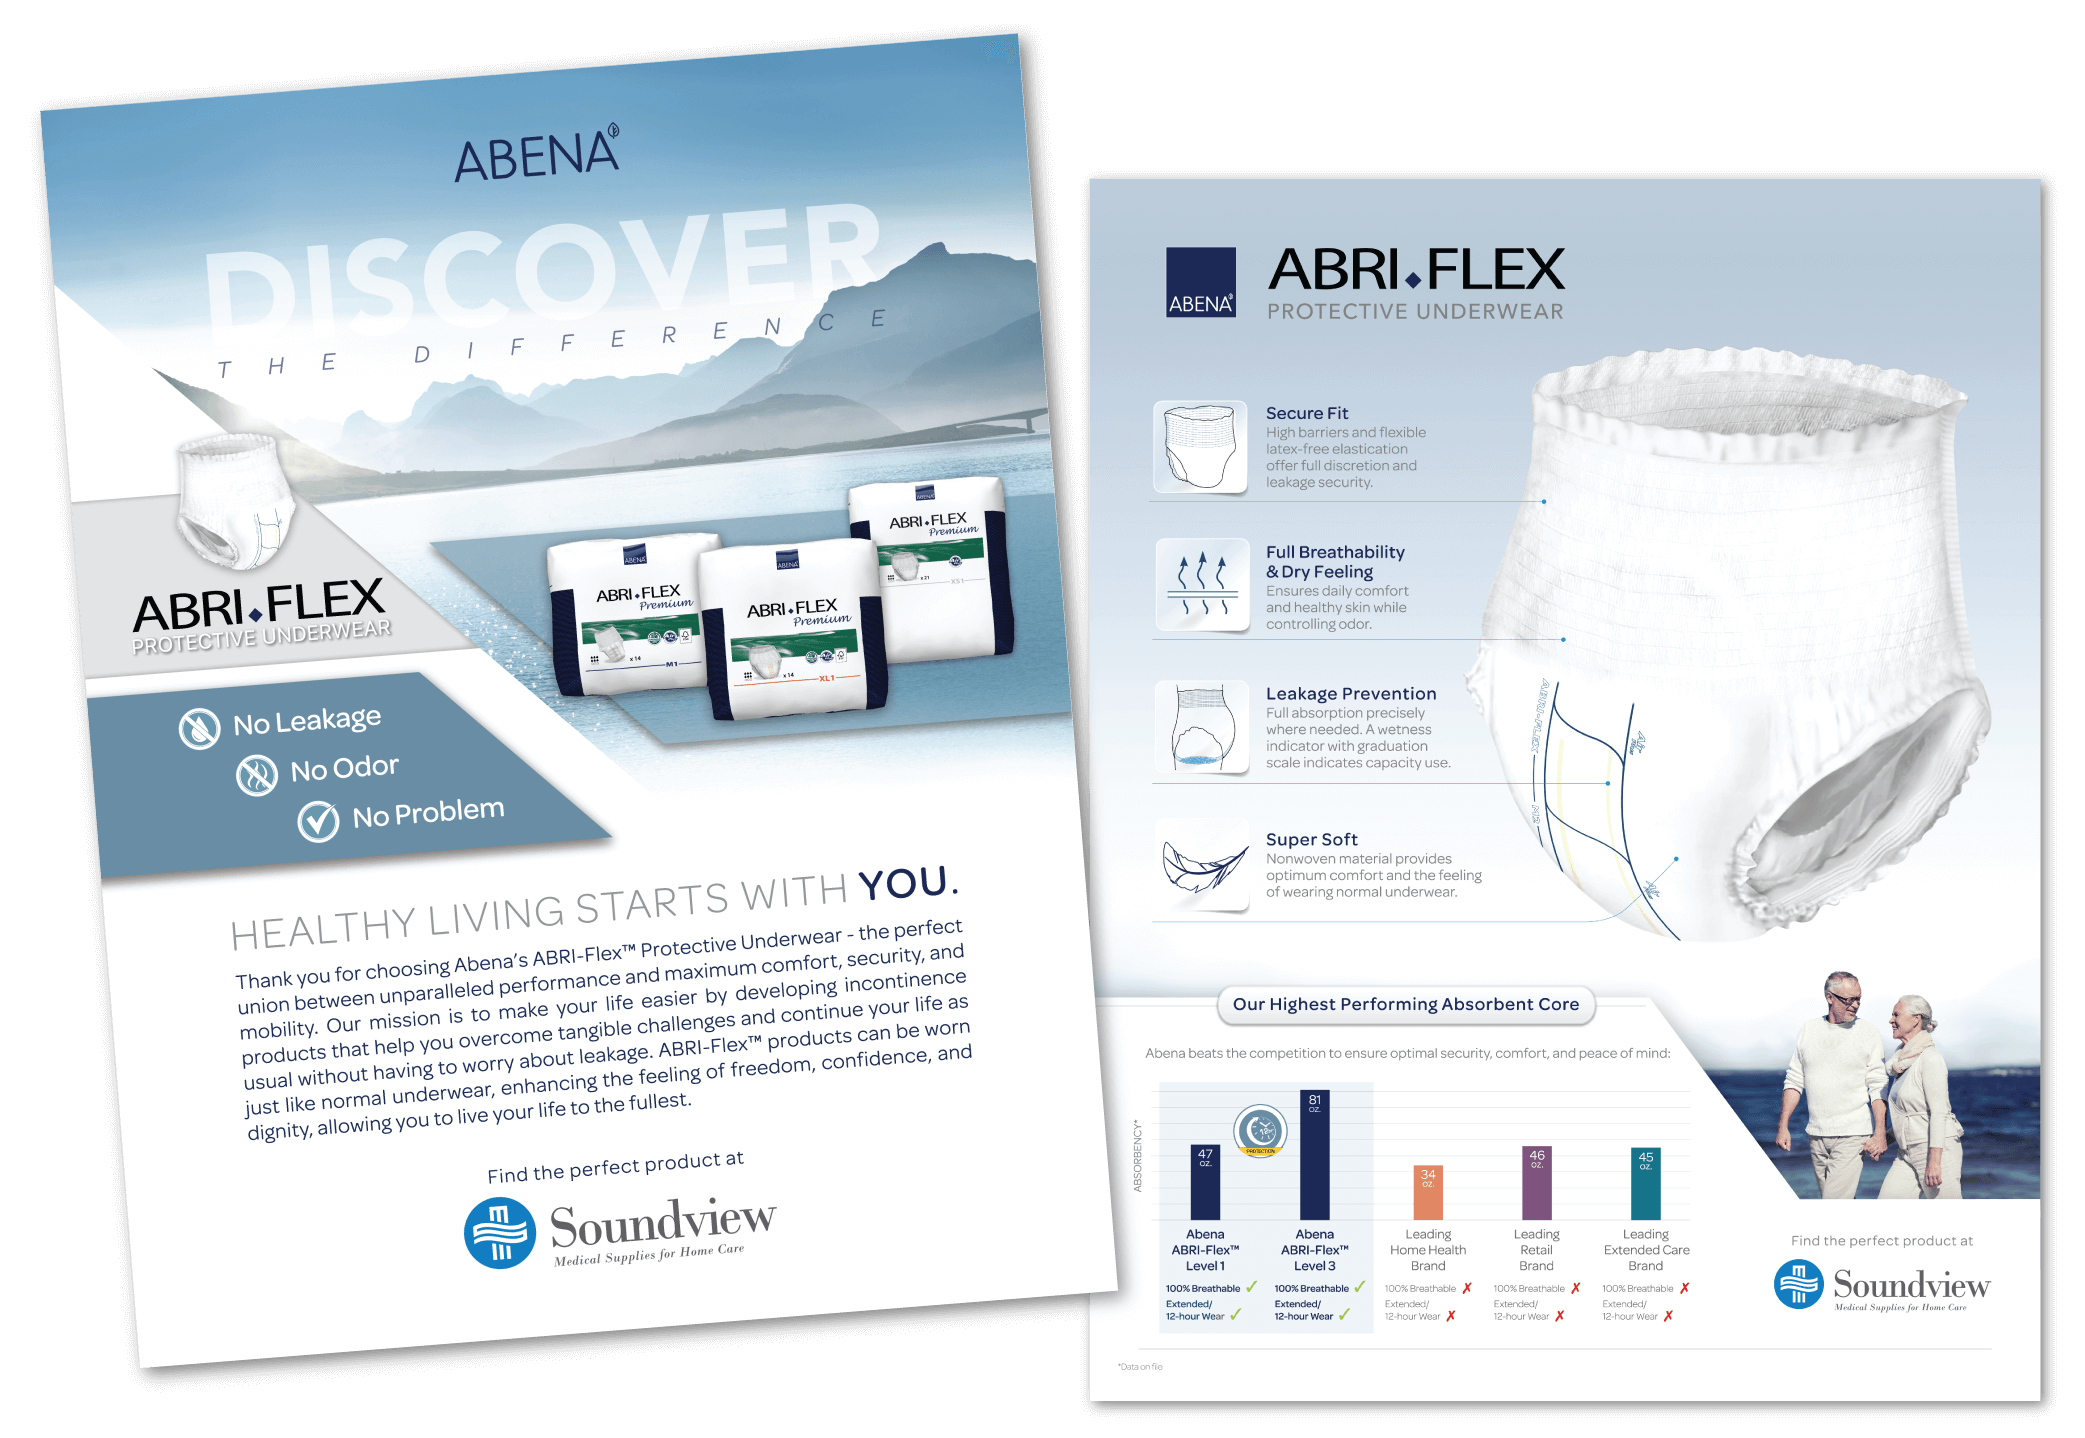 ABENA
DISCOVER
THE DIFFERENCE
ABRI•FLEX
PROTECTIVE UNDERWEAR
ABENA
ABRI•FLEX
Premium
x 14
M1
ABENA
ABRI•FLEX
Premium
x 14
XL1
ABENA
ABRI•FLEX
Premium
x 21
XS1
No Leakage
No Odor
No Problem
HEALTHY LIVING STARTS WITH YOU.
Thank you for choosing Abena's ABRI-Flex™ Protective Underwear - the perfect
union between unparalleled performance and maximum comfort, security, and
mobility. Our mission is to make your life easier by developing incontinence
products that help you overcome tangible challenges and continue your life as
usual without having to worry about leakage. ABRI-Flex™ products can be worn
just like normal underwear, enhancing the feeling of freedom, confidence, and
dignity, allowing you to live your life to the fullest.
Find the perfect product at
Soundview
Medical Supplies for Home Care
ABENA®
ABRI•FLEX
PROTECTIVE UNDERWEAR
Secure Fit
High barriers and flexible
latex-free elastication
offer full discretion and
leakage security.
Full Breathability
& Dry Feeling
Ensures daily comfort
and healthy skin while
controlling odor.
Leakage Prevention
Full absorption precisely
where needed. A wetness
indicator with graduation
scale indicates capacity use.
Super Soft
Nonwoven material provides
optimum comfort and the feeling
of wearing normal underwear.
ABRI-FLEX
M2
Our Highest Performing Absorbent Core
Abena beats the competition to ensure optimal security, comfort, and peace of mind:
ABSORBENCY*
47 oz.
12
PROTECTION
81 oz.
34 oz.
46 oz.
45 oz.
Abena
ABRI-Flex™
Level 1
100% Breathable ✓
Extended/
12-hour Wear ✓
Abena
ABRI-Flex™
Level 3
100% Breathable ✓
Extended/
12-hour Wear ✓
Leading
Home Health
Brand
100% Breathable ✗
Extended/
12-hour Wear ✗
Leading
Retail
Brand
100% Breathable ✗
Extended/
12-hour Wear ✗
Leading
Extended Care
Brand
100% Breathable ✗
Extended/
12-hour Wear ✗
Find the perfect product at
Soundview
Medical Supplies for Home Care
*Data on file